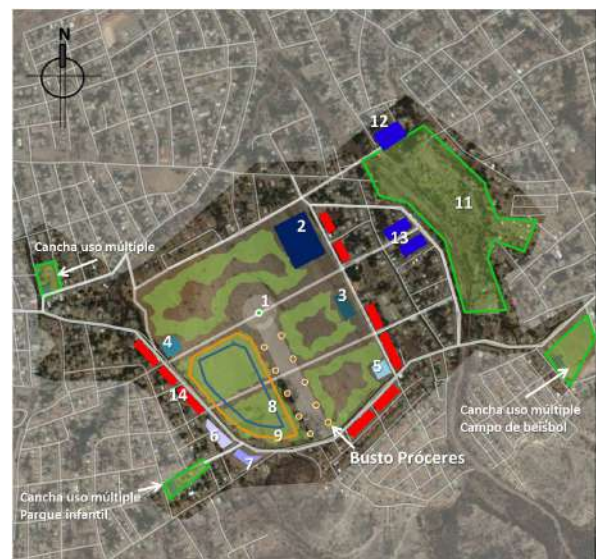 N
12
11
2
13
Cancha uso múltiple
1
3
4
5
14
8
Cancha uso múltiple
Campo de beisbol
6
9
Busto Próceres
7
Cancha uso múltiple
Parque infantil